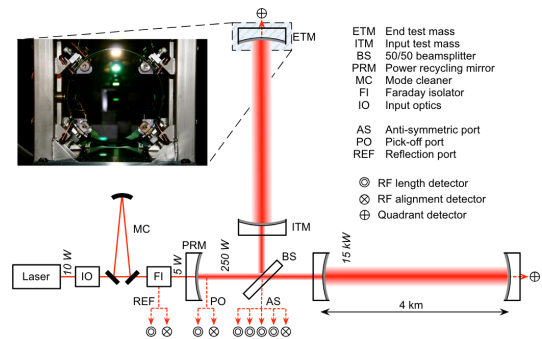 ETM
ETM End test mass
ITM Input test mass
BS 50/50 beamsplitter
PRM Power recycling mirror
MC Mode cleaner
FI Faraday isolator
IO Input optics
AS Anti-symmetric port
PO Pick-off port
REF Reflection port
RF length detector
RF alignment detector
Quadrant detector
ITM
MC
PRM
BS
10 W
5 W
250 W
15 kW
Laser
IO
FI
REF
PO
AS
4 km